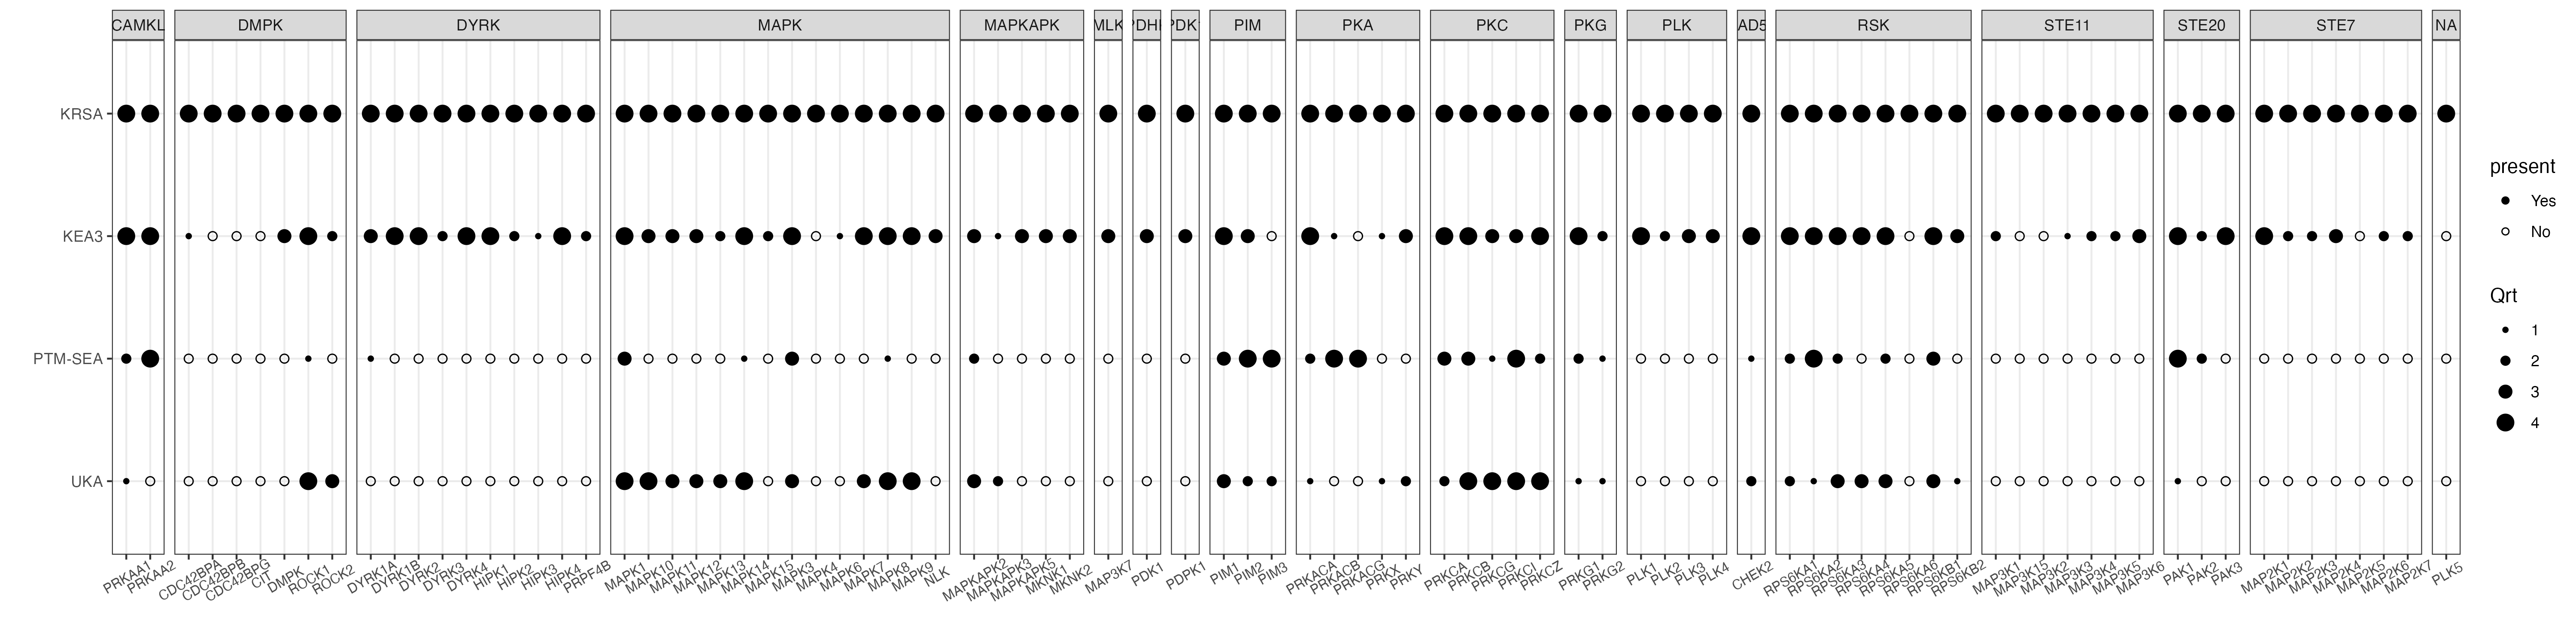 CAMKL DMPK DYRK MAPK MAPKAPK MLK PDK PIM PKA PKC PKG PLK AD5 RSK STE11 STE20 STE7 NA
KRSA
KEA3
PTM-SEA
UKA
PRKAA1 PRKAA2 CDC42BPA CDC42BPB CDC42BPG CIT DMPK ROCK1 ROCK2 DYRK1A DYRK1B DYRK2 DYRK3 DYRK4 HIPK1 HIPK2 HIPK3 HIPK4 PRPF4B MAPK1 MAPK10 MAPK11 MAPK12 MAPK13 MAPK14 MAPK15 MAPK3 MAPK4 MAPK6 MAPK7 MAPK8 MAPK9 NLK MAPKAPK2 MAPKAPK3 MAPKAPK5 MKNK1 MKNK2 MAP3K7 PDK1 PDPK1 PIM1 PIM2 PIM3 PRKACA PRKACB PRKACG PRKX PRKY PRKCA PRKCB PRKCG PRKCI PRKCZ PRKG1 PRKG2 PLK1 PLK2 PLK3 PLK4 CHEK2 RPS6KA1 RPS6KA2 RPS6KA3 RPS6KA4 RPS6KA5 RPS6KA6 RPS6KB1 RPS6KB2 MAP3K1 MAP3K15 MAP3K2 MAP3K3 MAP3K4 MAP3K5 MAP3K6 PAK1 PAK2 PAK3 MAP2K1 MAP2K2 MAP2K3 MAP2K4 MAP2K5 MAP2K6 MAP2K7 PLK5
present
Yes
No
Qrt
1
2
3
4